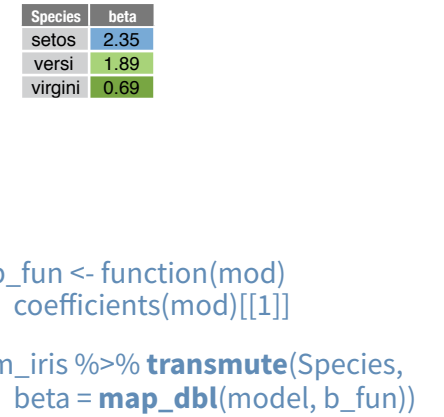 Species beta
setos 2.35
versi 1.89
virgini 0.69
b_fun <- function(mod)
coefficients(mod)[[1]]
m_iris %>% transmute(Species,
beta = map_dbl(model, b_fun))